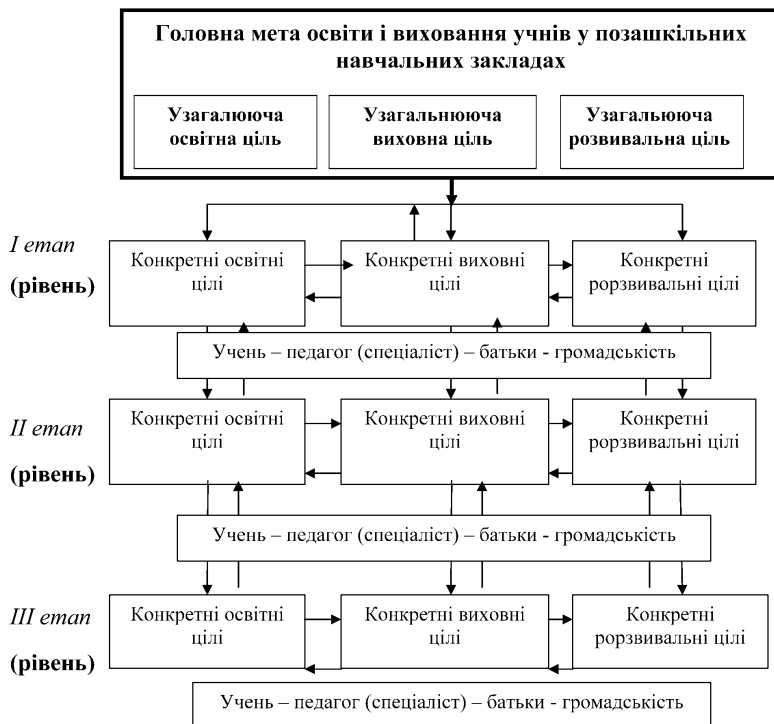 Головна мета освіти і виховання учнів у позашкільних
навчальних закладах
Узагалююча
освітна ціль
Узагальнююча
виховна ціль
Узагальююча
розвивальна ціль
І етап
(рівень)
Конкретні освітні
цілі
Конкретні виховні
цілі
Конкретні
рорзвивальні цілі
Учень – педагог (спеціаліст) – батьки - громадськість
ІІ етап
(рівень)
Конкретні освітні
цілі
Конкретні виховні
цілі
Конкретні
рорзвивальні цілі
Учень – педагог (спеціаліст) – батьки - громадськість
ІІІ етап
(рівень)
Конкретні освітні
цілі
Конкретні виховні
цілі
Конкретні
рорзвивальні цілі
Учень – педагог (спеціаліст) – батьки - громадськість